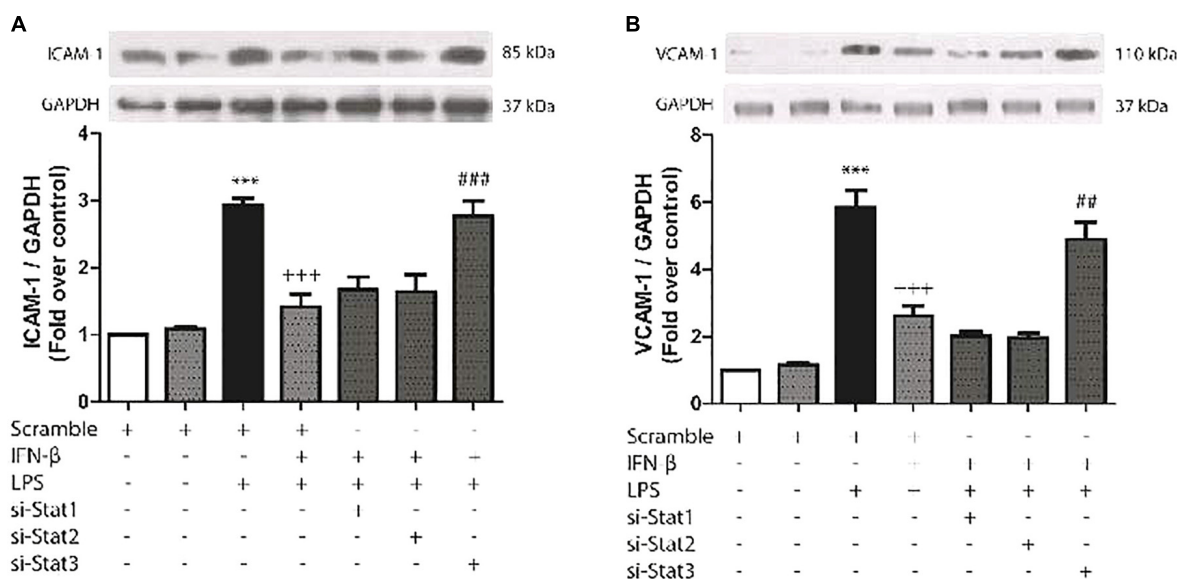 A
ICAM-1
85 kDa
GAPDH
37 kDa
ICAM-1 / GAPDH
(Fold over control)
4
3
2
1
0
***
+++
###
Scramble + + + + - - -
IFN-β - - - + + + +
LPS - - + + + + +
si-Stat1 - - - - + - -
si-Stat2 - - - - - + -
si-Stat3 - - - - - - +
B
VCAM-1
110 kDa
GAPDH
37 kDa
VCAM-1 / GAPDH
(Fold over control)
8
6
4
2
0
***
+++
##
Scramble + + + + - - -
IFN-β - - - + + + +
LPS - - + – + + +
si-Stat1 - - - - + - -
si-Stat2 - - - - - + -
si-Stat3 - - - - - - +